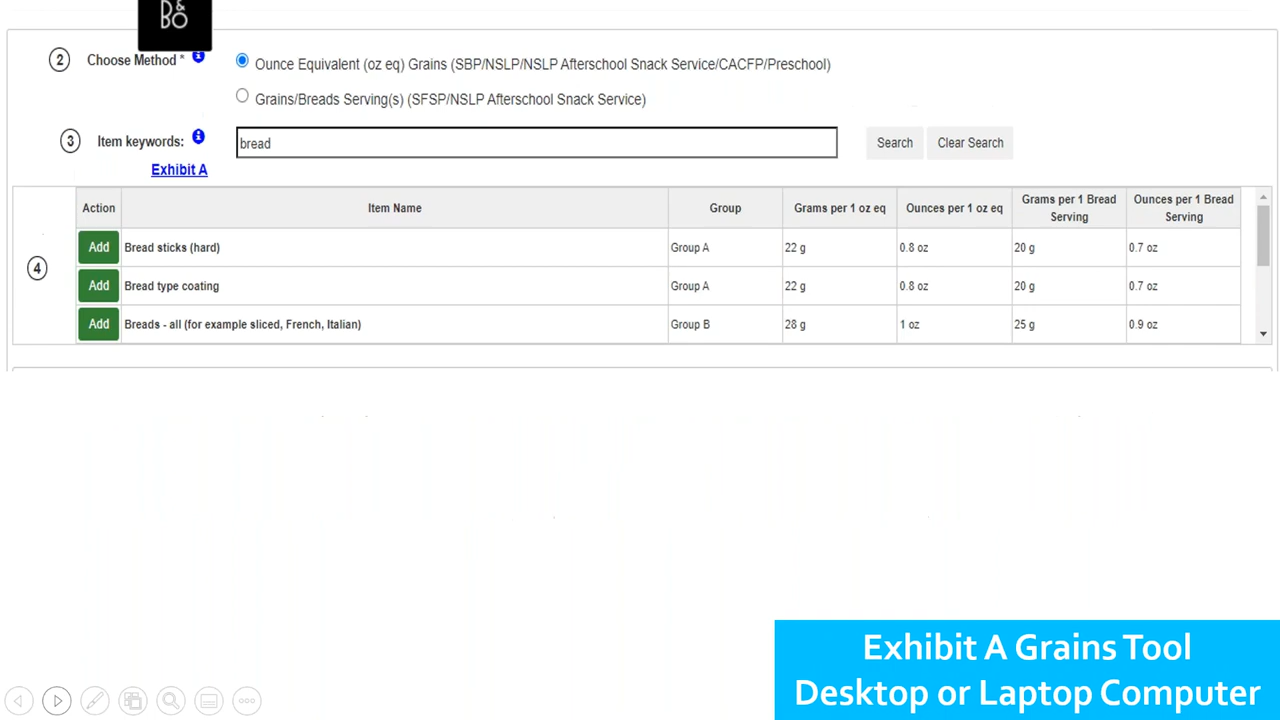 B&O
2 Choose Method * i Ounce Equivalent (oz eq) Grains (SBP/NSLP/NSLP Afterschool Snack Service/CACFP/Preschool)
Grains/Breads Serving(s) (SFSP/NSLP Afterschool Snack Service)
3 Item keywords: i bread Search Clear Search
Exhibit A
Action Item Name Group Grams per 1 oz eq Ounces per 1 oz eq Grams per 1 Bread Serving Ounces per 1 Bread Serving
4
Add Bread sticks (hard) Group A 22 g 0.8 oz 20 g 0.7 oz
Add Bread type coating Group A 22 g 0.8 oz 20 g 0.7 oz
Add Breads - all (for example sliced, French, Italian) Group B 28 g 1 oz 25 g 0.9 oz
Exhibit A Grains Tool
Desktop or Laptop Computer